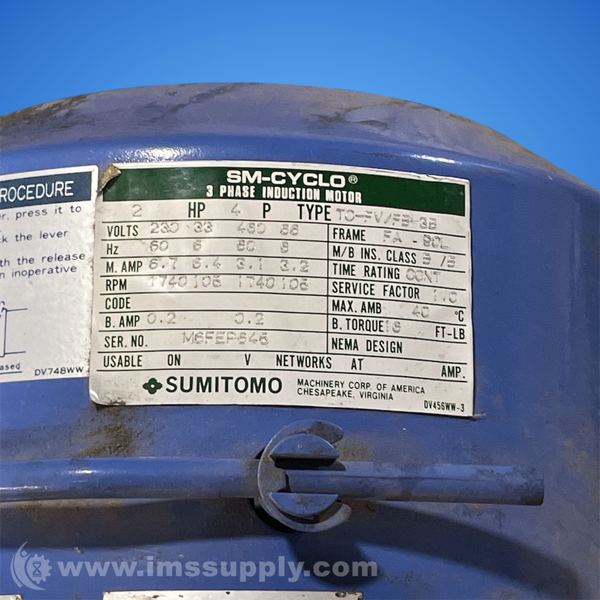 ROCEDURE
r, press it to
ck the lever
th the release
n inoperative
ased
DV748WW
SM-CYCLO®
3 PHASE INDUCTION MOTOR
2 HP 4 P TYPE TC-FV/FB-3B
VOLTS 230 33 460 66
FRAME FA-90L
Hz 60 6 60 6
M/B INS. CLASS B/B
M. AMP 6.7 6.4 3.1 3.2
TIME RATING CONT
RPM 1740 106 1740 106
SERVICE FACTOR 1.0
CODE
MAX. AMB 40 °C
B. AMP 0.2 0.2
B. TORQUE FT-LB
SER. NO. M6FEP646
NEMA DESIGN
USABLE ON V NETWORKS AT AMP.
SUMITOMO
MACHINERY CORP. OF AMERICA
CHESAPEAKE, VIRGINIA
DV456WW-3
www.imssupply.com/